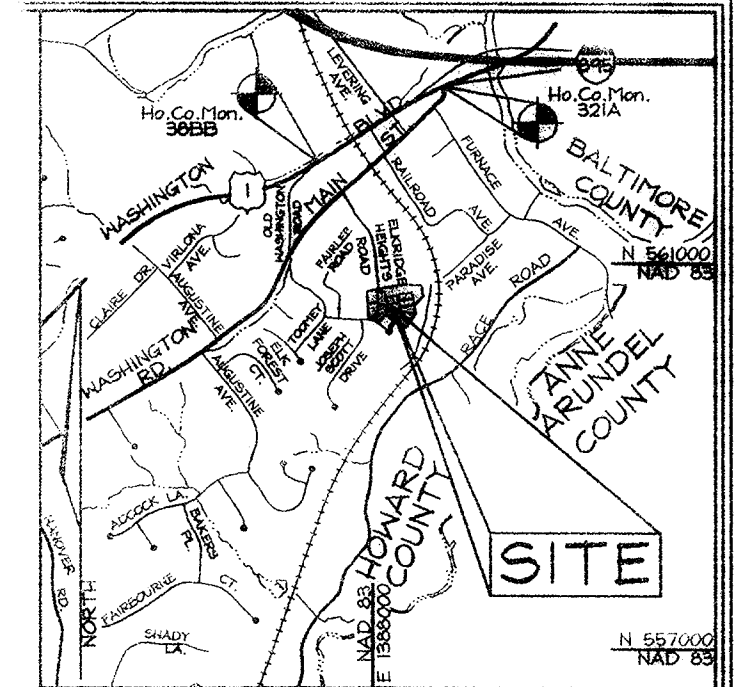 LEVERING
AVE.
895
Ho.Co.Mon.
38BB
Ho.Co.Mon.
321A
BLVD
ST.
MAIN
RAILROAD
AVE.
FURNACE
AVE.
BALTIMORE
COUNTY
WASHINGTON
1
OLD
WASHINGTON
ROAD
N 561000
NAD 83
VIRLONA
AVE.
CLAIRE DR.
AUGUSTINE
AVE.
FAIRLEE
ROAD
ELKRIDGE
HEIGHTS
ROAD
PARADISE
AVE.
RACE ROAD
WASHINGTON
RD.
AUGUSTINE
AVE.
ELK
FOREST
CT.
TOOMEY
LANE
JOSEPH
SCOTT
DRIVE
ANNE
ARUNDEL
COUNTY
HOWARD
COUNTY
SITE
ADCOCK LA.
BAKERS
PL.
HANOVER
RD.
FAIRBOURNE CT.
NORTH
SHADY
LA.
NAD 83
E 1388000
N 557000
NAD 83